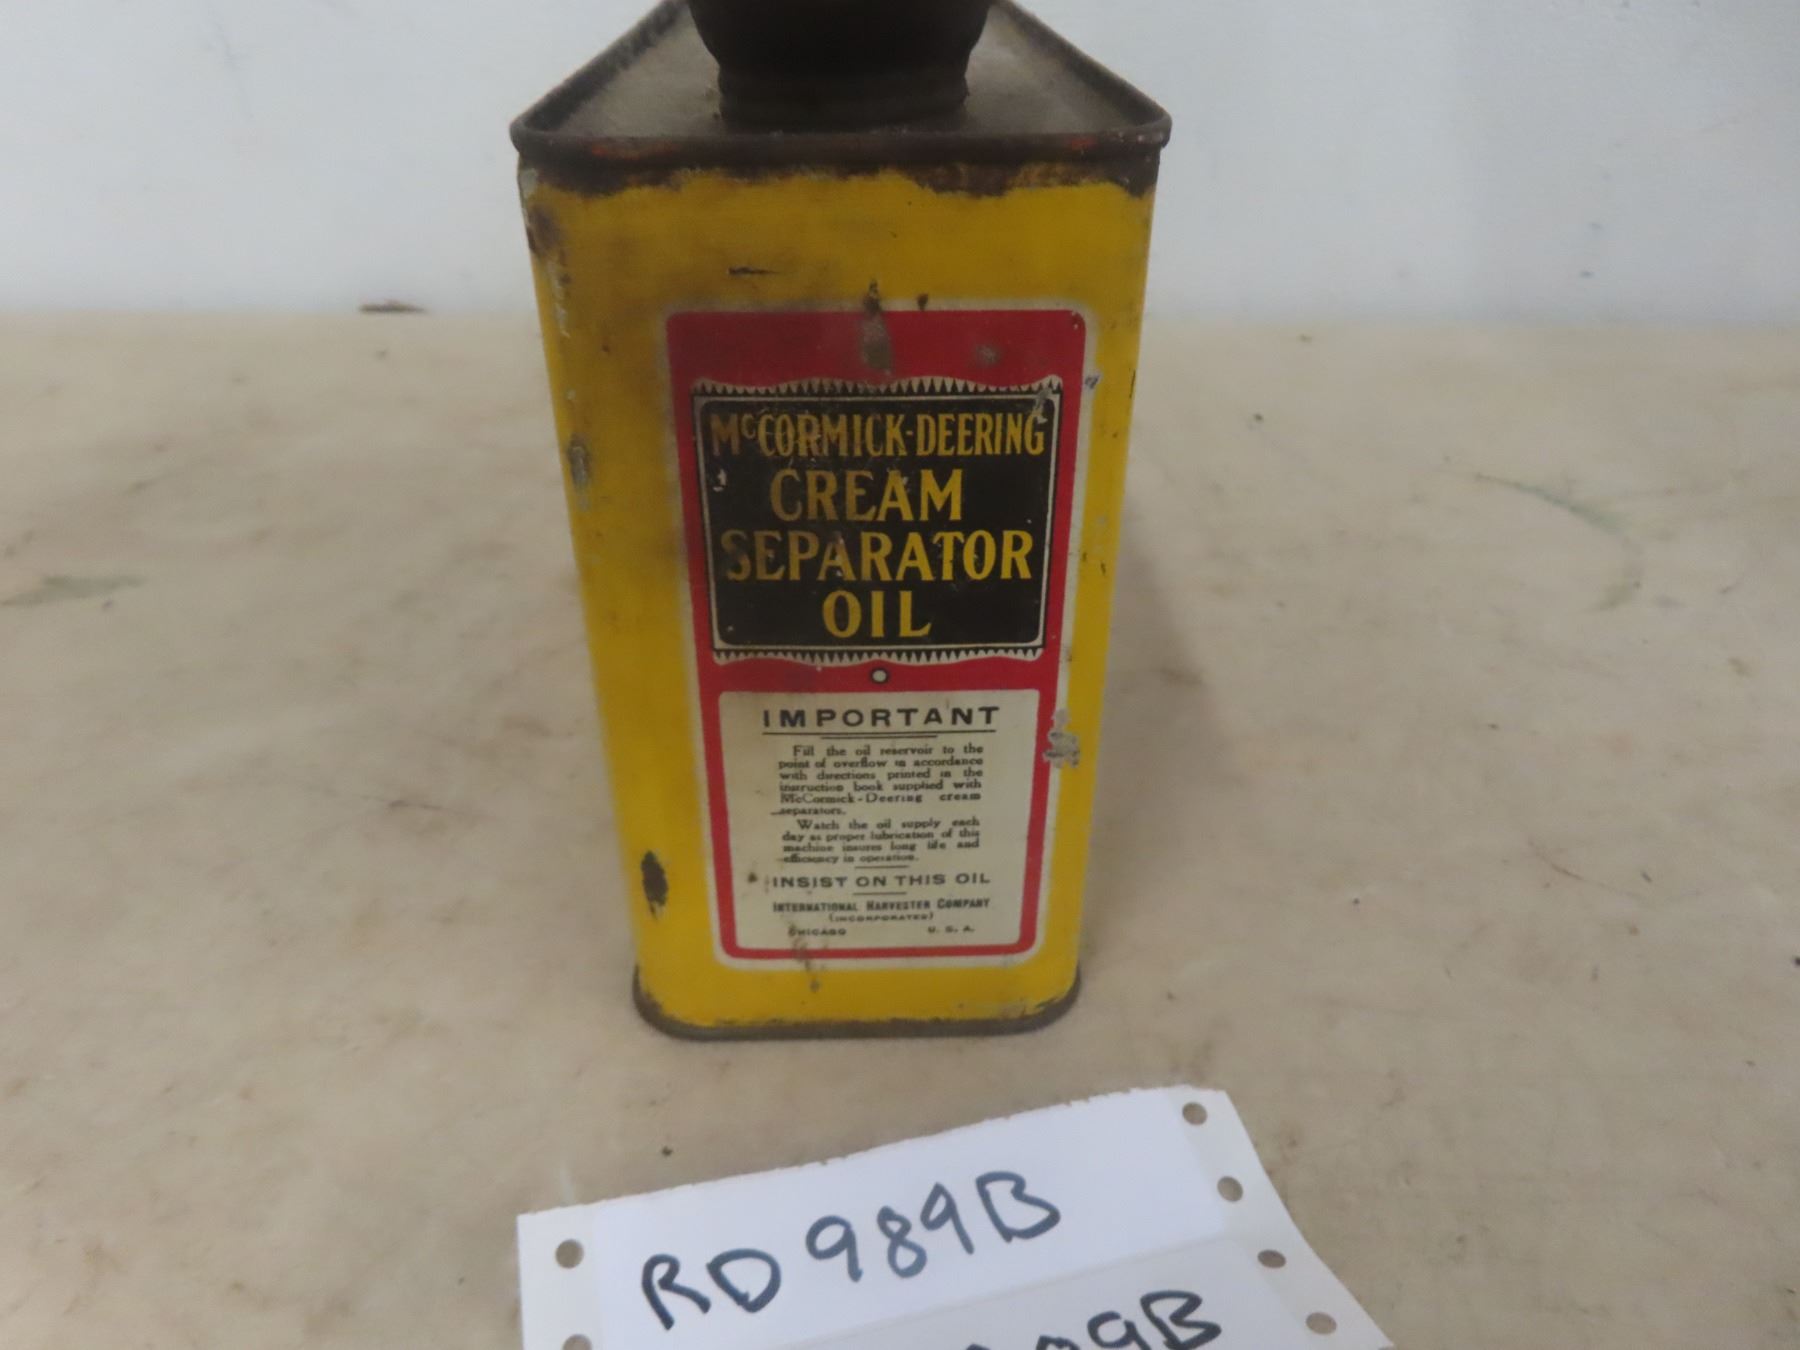 McCORMICK-DEERING
CREAM
SEPARATOR
OIL
IMPORTANT
Fill the oil reservoir to the
point of overflow in accordance
with directions printed in the
instruction book supplied with
McCormick-Deering cream
separators.
Watch the oil supply each
day as proper lubrication of this
machine insures long life and
efficiency in operation.
INSIST ON THIS OIL
INTERNATIONAL HARVESTER COMPANY
(INCORPORATED)
CHICAGO U. S. A.
RD989B